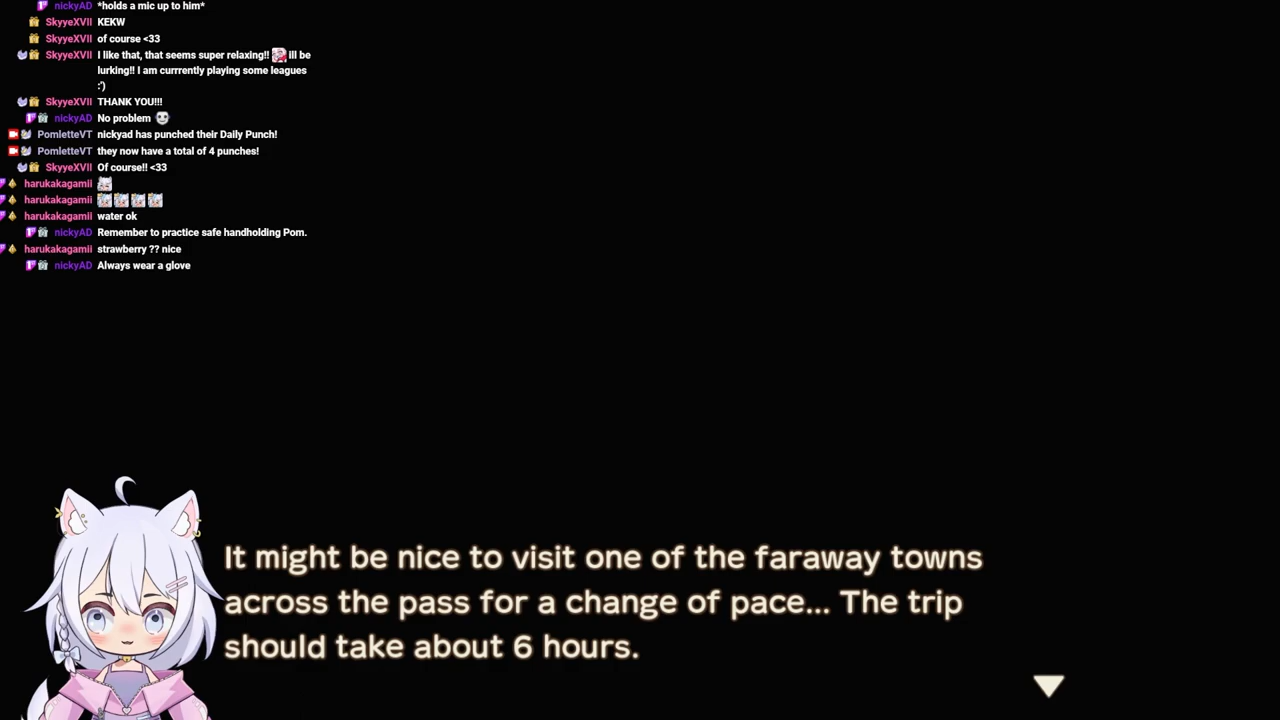 nickyAD *holds a mic up to him*
SkyyeXVII KEKW
SkyyeXVII of course <33
SkyyeXVII I like that, that seems super relaxing!! ill be
lurking!! I am currrently playing some leagues
:')
SkyyeXVII THANK YOU!!!
nickyAD No problem
PomletteVT nickyad has punched their Daily Punch!
PomletteVT they now have a total of 4 punches!
SkyyeXVII Of course!! <33
harukakagamii
harukakagamii
harukakagamii water ok
nickyAD Remember to practice safe handholding Pom.
harukakagamii strawberry ?? nice
nickyAD Always wear a glove
It might be nice to visit one of the faraway towns
across the pass for a change of pace... The trip
should take about 6 hours.